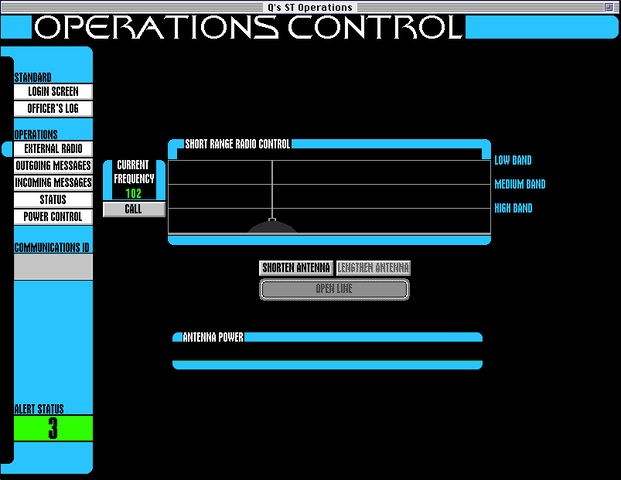 Q's ST Operations
OPERATIONS CONTROL
STANDARD
LOGIN SCREEN
OFFICER'S LOG
OPERATIONS
EXTERNAL RADIO
OUTGOING MESSAGES
INCOMING MESSAGES
STATUS
POWER CONTROL
COMMUNICATIONS ID
ALERT STATUS
3
CURRENT
FREQUENCY
102
CALL
SHORT RANGE RADIO CONTROL
LOW BAND
MEDIUM BAND
HIGH BAND
SHORTEN ANTENNA
LENGTHEN ANTENNA
OPEN LINE
ANTENNA POWER